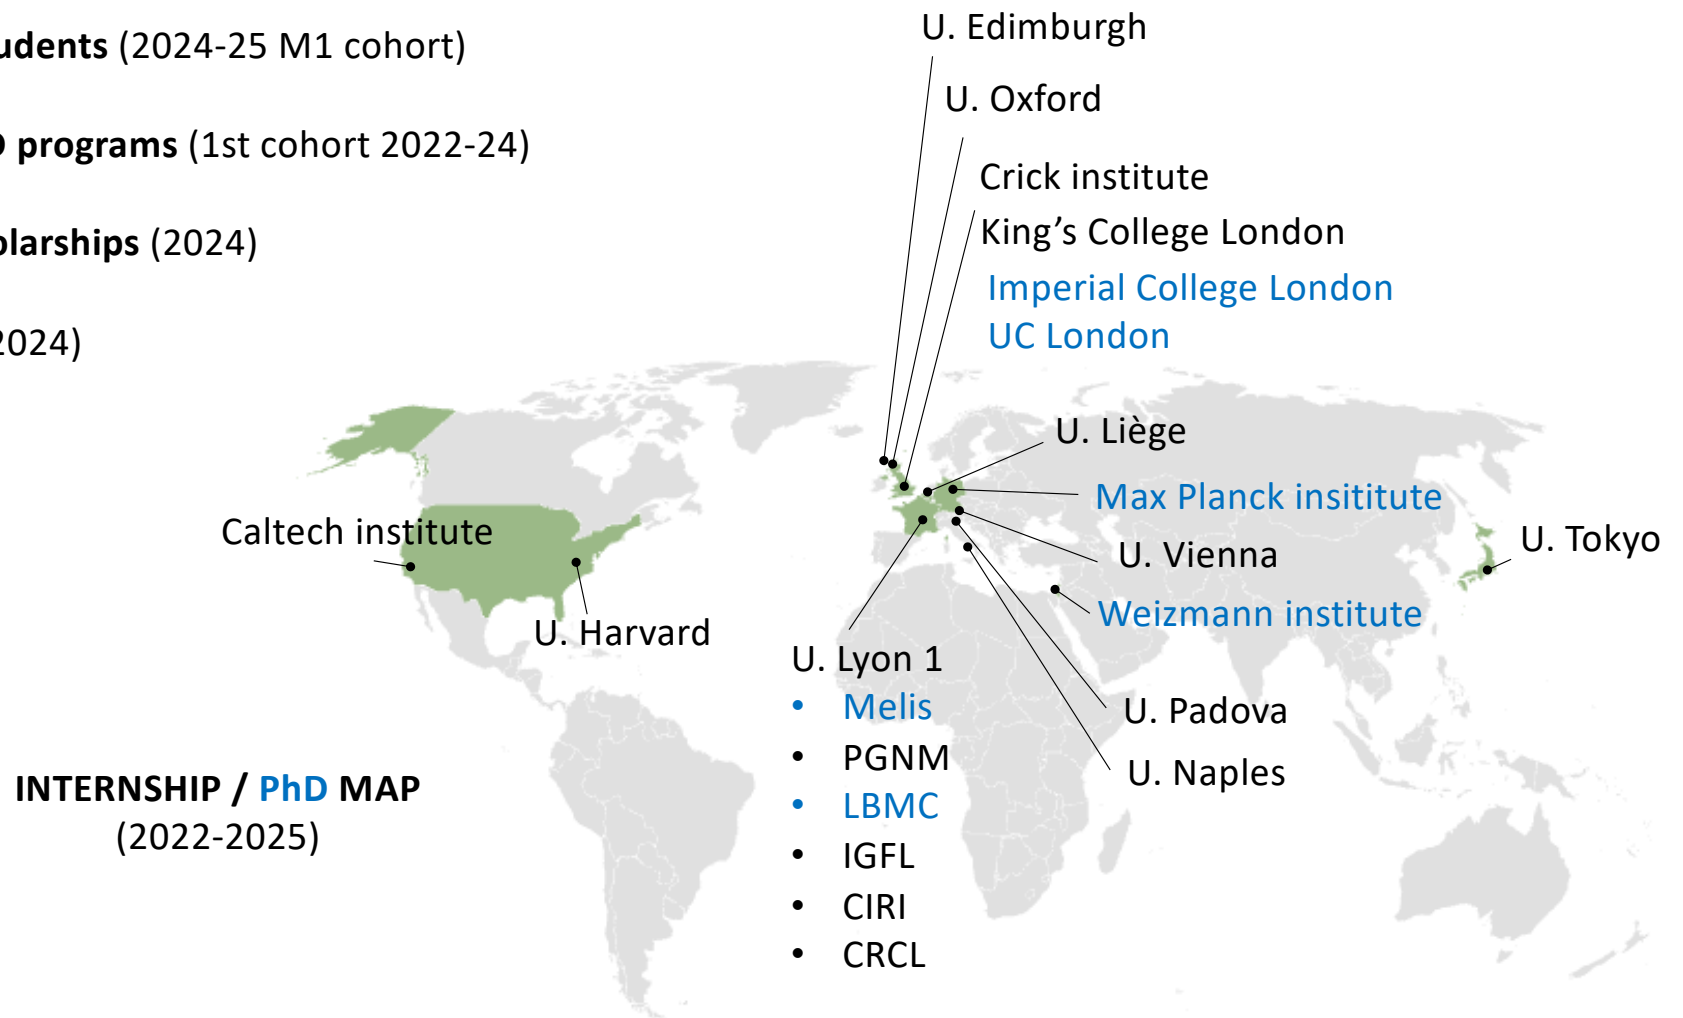 udents (2024-25 M1 cohort)
programs (1st cohort 2022-24)
olarships (2024)
2024)
U. Edimburgh
U. Oxford
Crick institute
King’s College London
Imperial College London
UC London
U. Liège
Max Planck insititute
U. Vienna
Weizmann institute
U. Tokyo
Caltech institute
U. Harvard
U. Lyon 1
• Melis
• PGNM
• LBMC
• IGFL
• CIRI
• CRCL
U. Padova
U. Naples
INTERNSHIP / PhD MAP
(2022-2025)